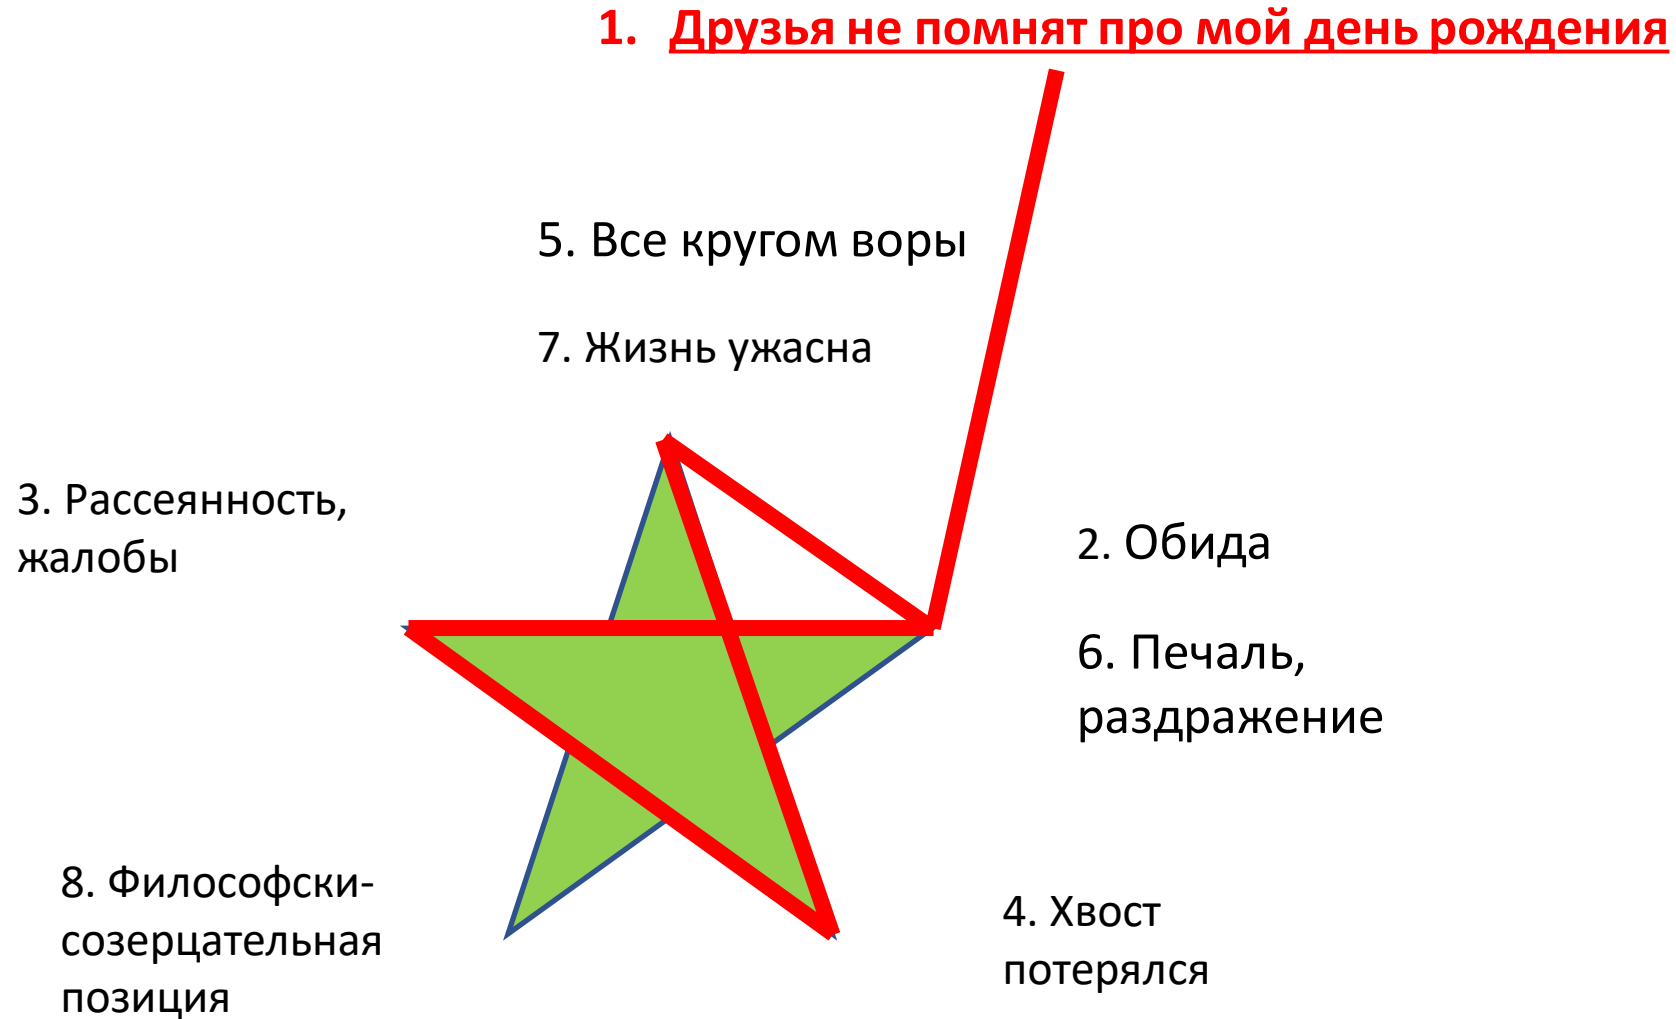 1. Друзья не помнят про мой день рождения
5. Все кругом воры
7. Жизнь ужасна
3. Рассеянность,
жалобы
2. Обида
6. Печаль,
раздражение
8. Философски-
созерцательная
позиция
4. Хвост
потерялся